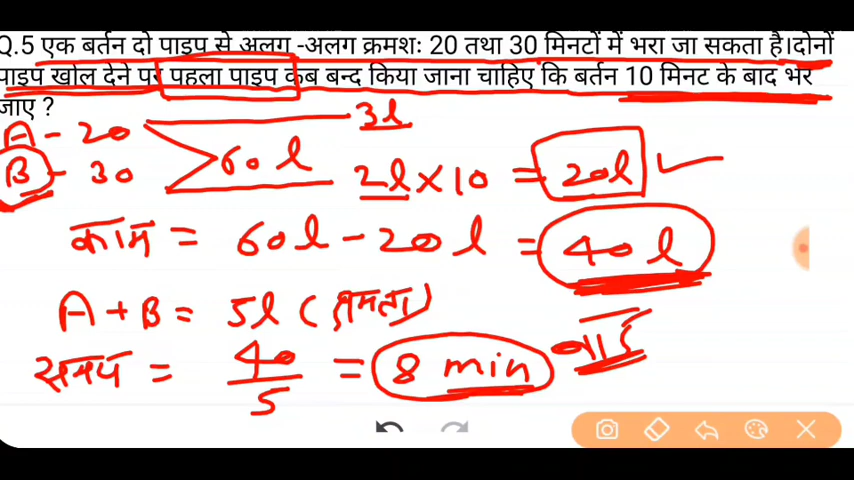 Q.5 एक बर्तन दो पाइप से अलग -अलग क्रमशः 20 तथा 30 मिनटों में भरा जा सकता है।दोनों
पाइप खोल देने पर पहला पाइप कब बन्द किया जाना चाहिए कि बर्तन 10 मिनट के बाद भर
जाए ?
A - 20 3l
60 l
B - 30 2l × 10 = 20l
काम = 60l - 20 l = 40 l
A + B = 5l (क्षमता)
समय = 40/5 = 8 min बाद